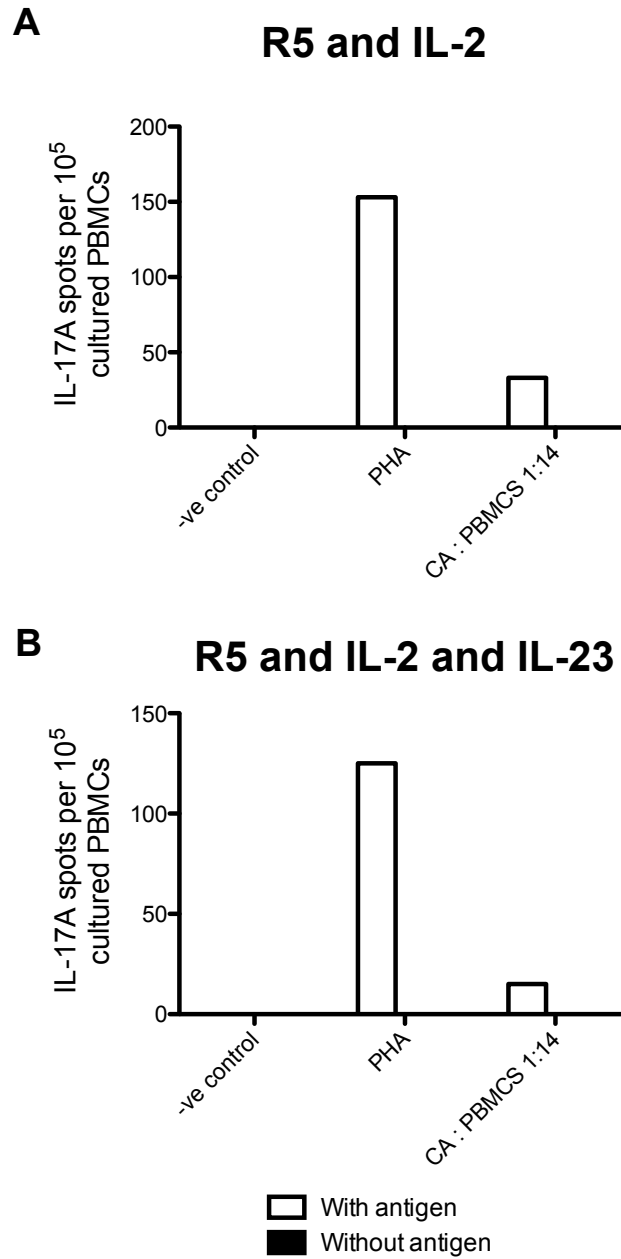 A
R5 and IL-2
IL-17A spots per 10⁵
cultured PBMCs
200
150
100
50
0
-ve control
PHA
CA : PBMCS 1:14
B
R5 and IL-2 and IL-23
IL-17A spots per 10⁵
cultured PBMCs
150
100
50
0
-ve control
PHA
CA : PBMCS 1:14
With antigen
Without antigen